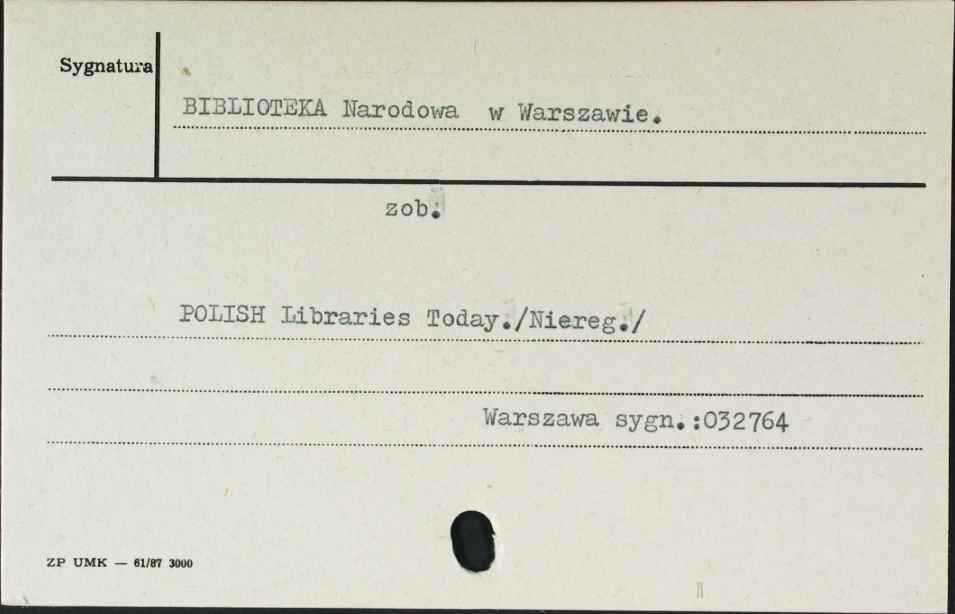 Sygnatura
BIBLIOTEKA Narodowa w Warszawie.
zob.
POLISH Libraries Today./Niereg./
Warszawa sygn.:032764
ZP UMK — 61/87 3000